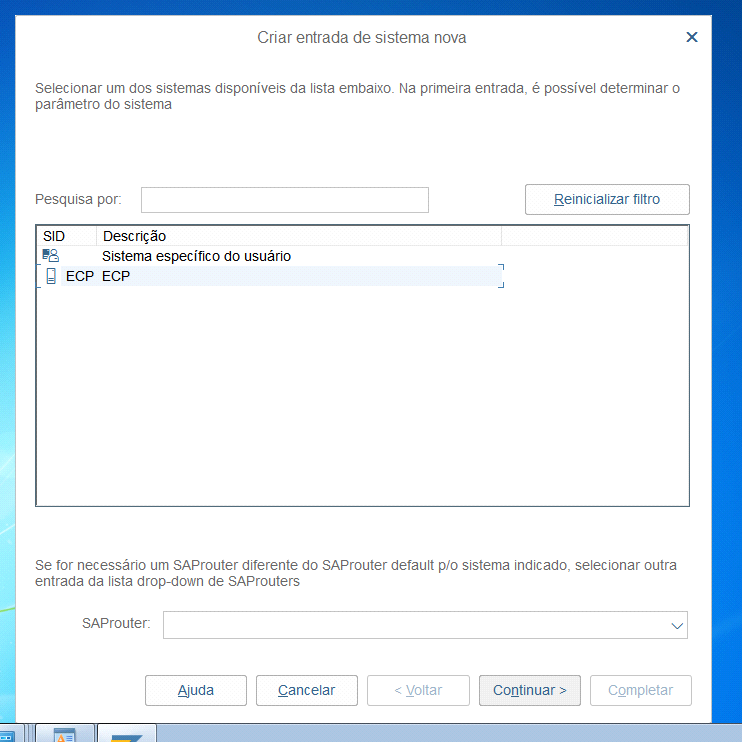 Criar entrada de sistema nova
Selecionar um dos sistemas disponíveis da lista embaixo. Na primeira entrada, é possível determinar o
parâmetro do sistema
Pesquisa por:
Reinicializar filtro
SID Descrição
Sistema específico do usuário
ECP ECP
Se for necessário um SAProuter diferente do SAProuter default p/o sistema indicado, selecionar outra
entrada da lista drop-down de SAProuters
SAProuter:
Ajuda Cancelar < Voltar Continuar > Completar